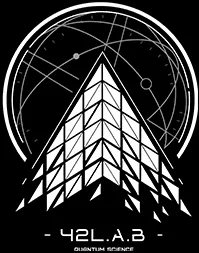 - 42L.A.B -
QUANTUM SCIENCE